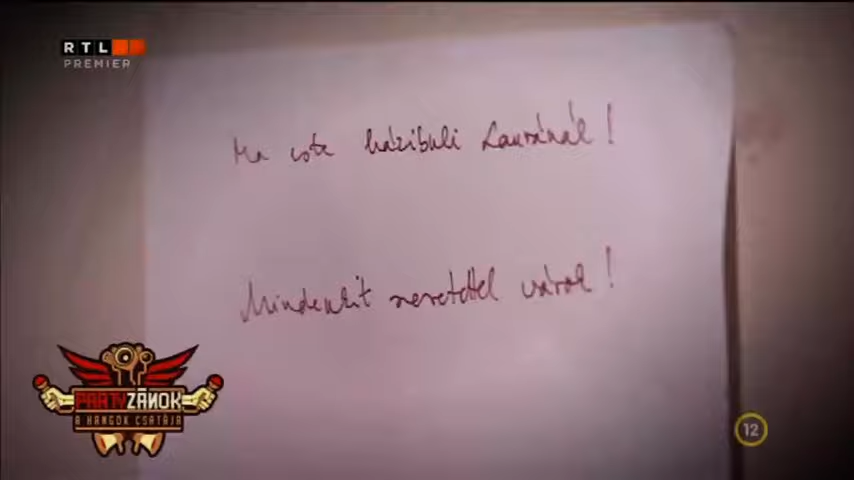 RTL
PREMIER
Ma este házibuli Lauránál!
Mindenkit szeretettel várok!
PARTYZÁNOK
A HANGOK CSATÁJA
12